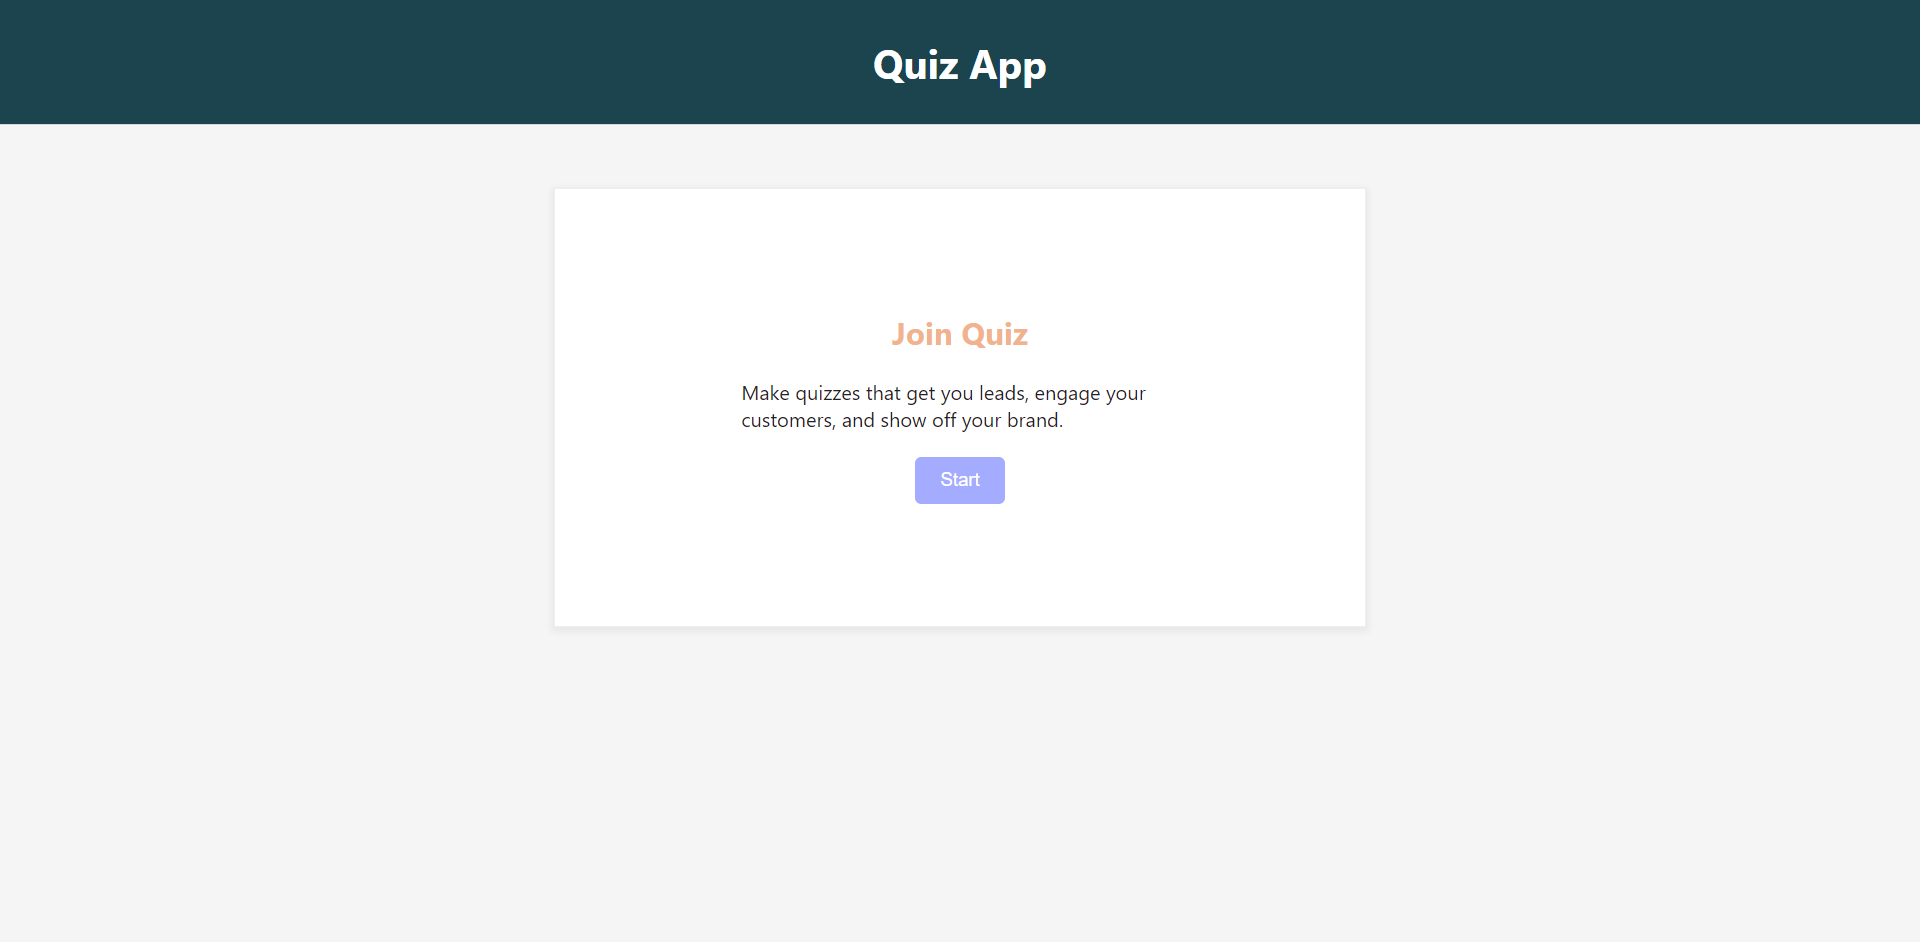 Quiz App
Join Quiz
Make quizzes that get you leads, engage your
customers, and show off your brand.
Start